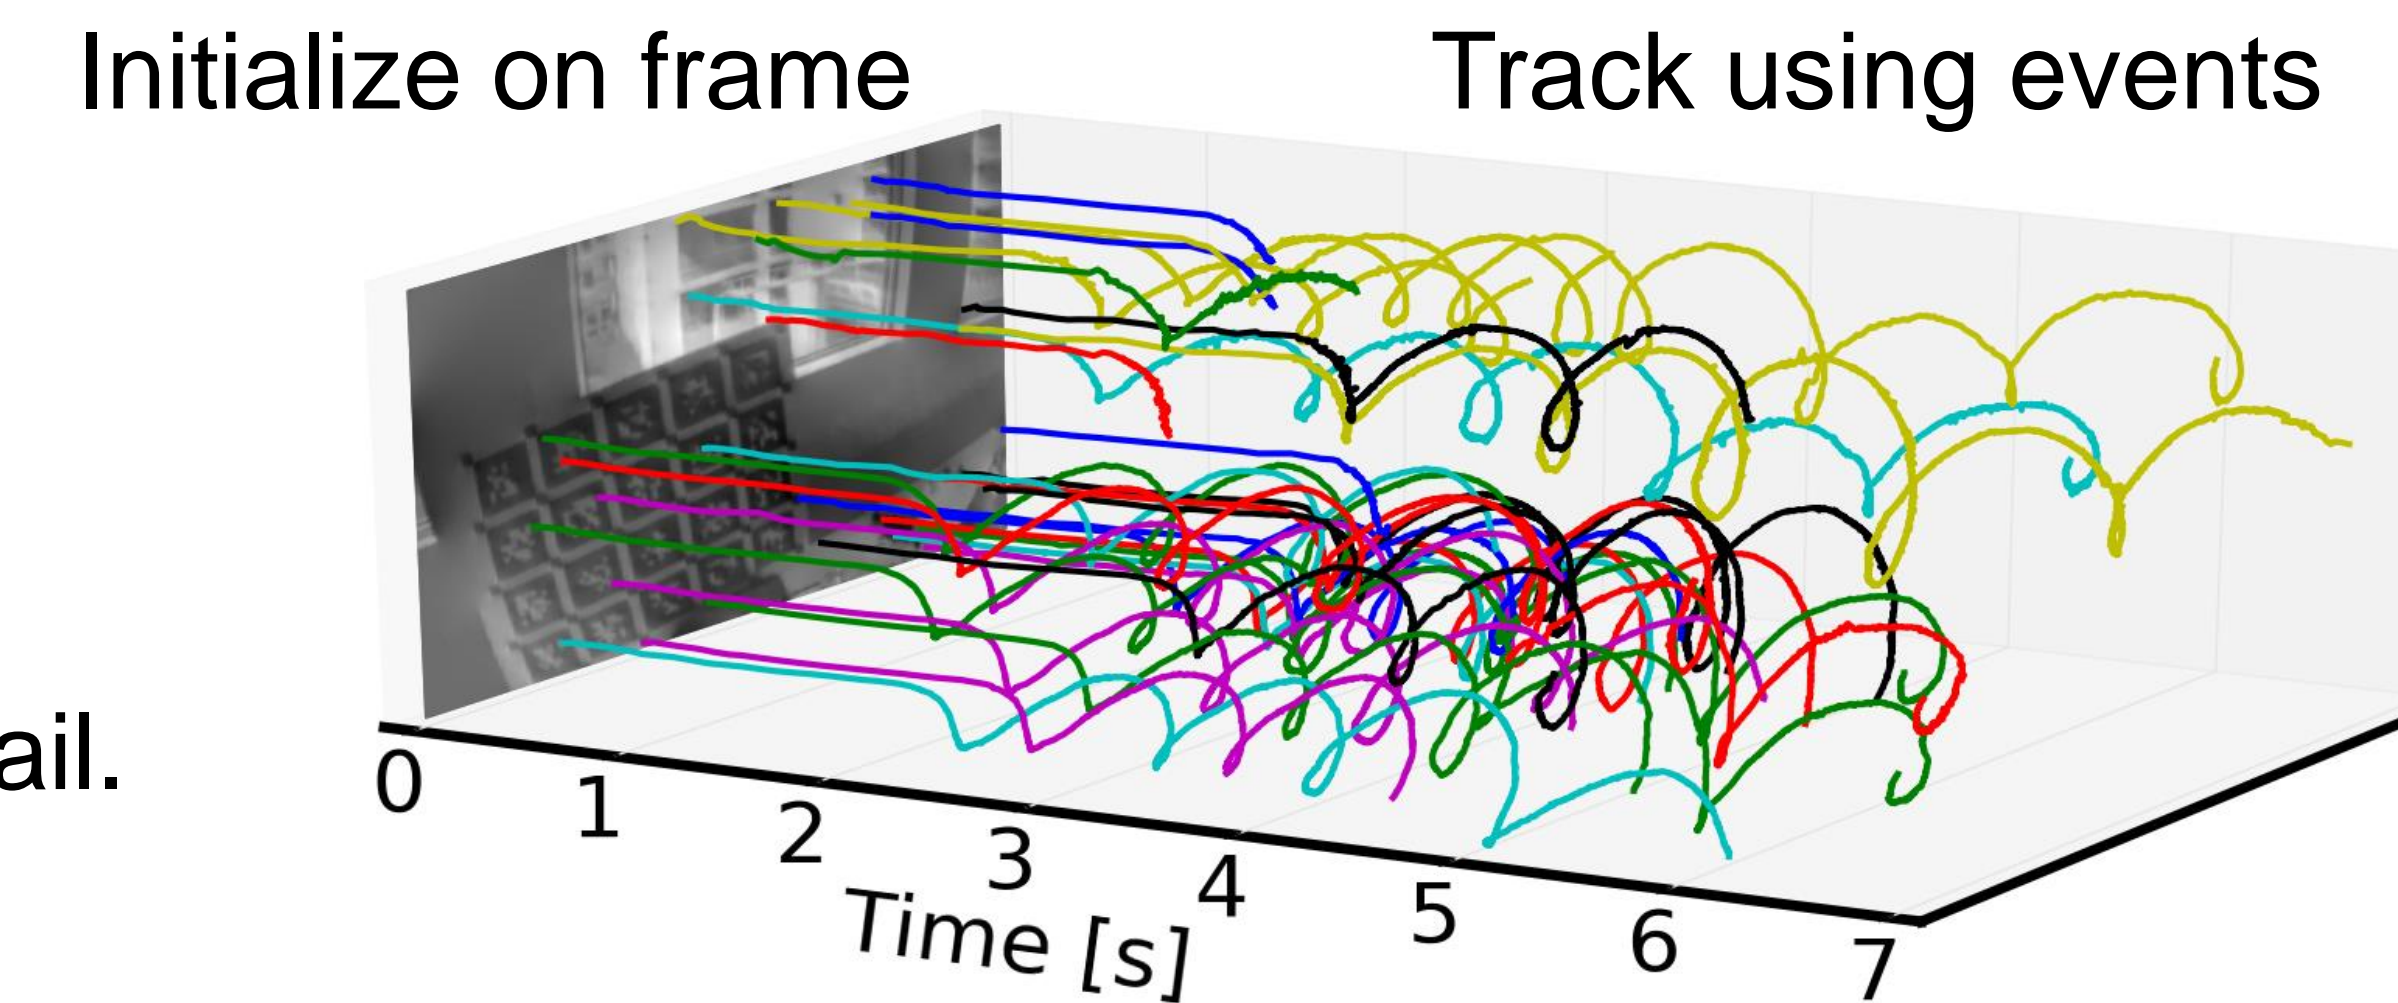 Initialize on frame
Track using events
ail.
0
1
2
3
4
5
6
7
Time [s]